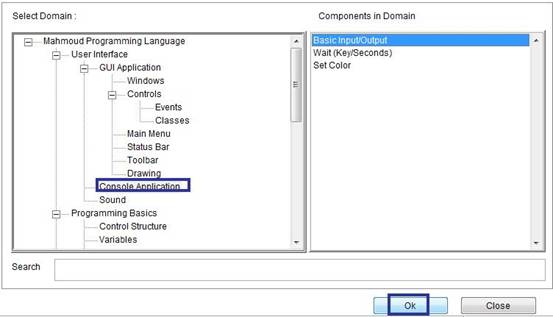 Select Domain :
Components in Domain
Mahmoud Programming Language
User Interface
GUI Application
Windows
Controls
Events
Classes
Main Menu
Status Bar
Toolbar
Drawing
Console Application
Sound
Programming Basics
Control Structure
Variables
Basic Input/Output
Wait (Key/Seconds)
Set Color
Search
Ok
Close